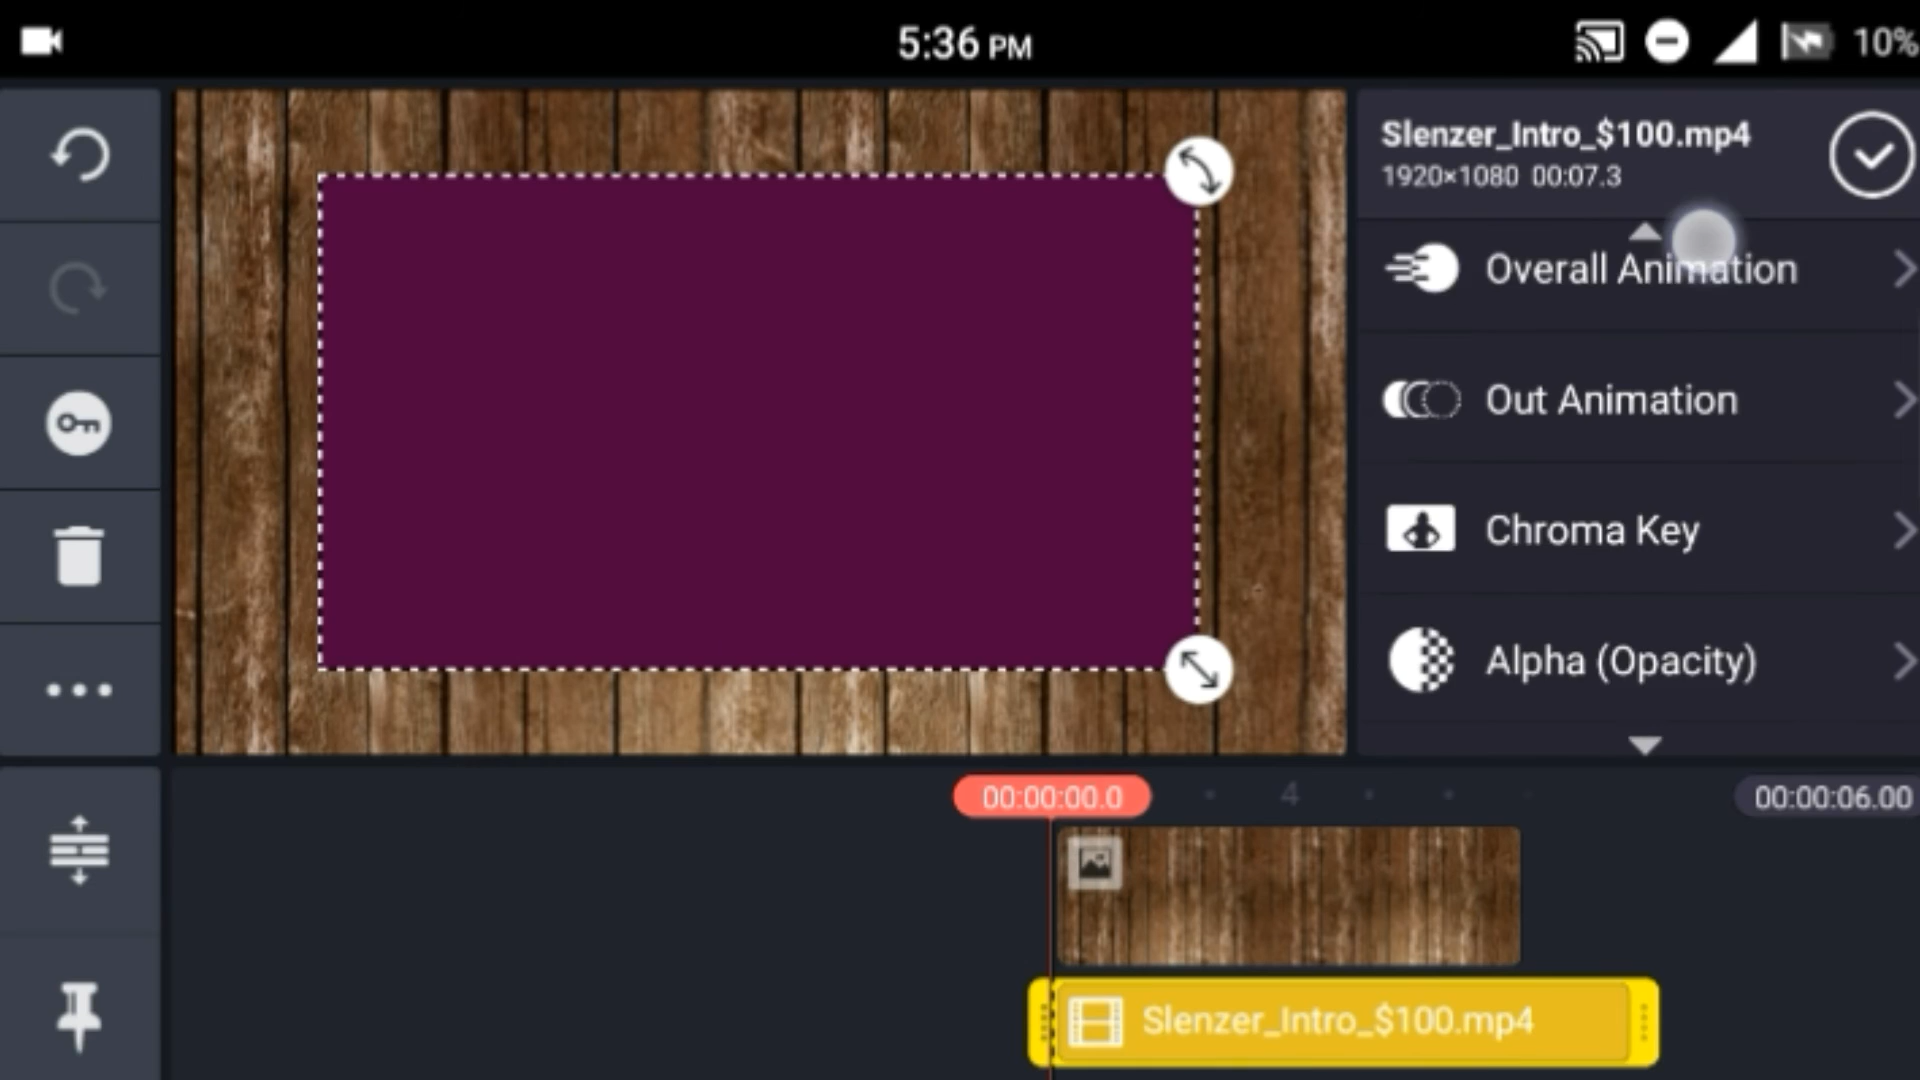 5:36 PM
10%
Slenzer_Intro_$100.mp4
1920×1080 00:07.3
Overall Animation
Out Animation
Chroma Key
Alpha (Opacity)
00:00:00.0
4
00:00:06.00
Slenzer_Intro_$100.mp4